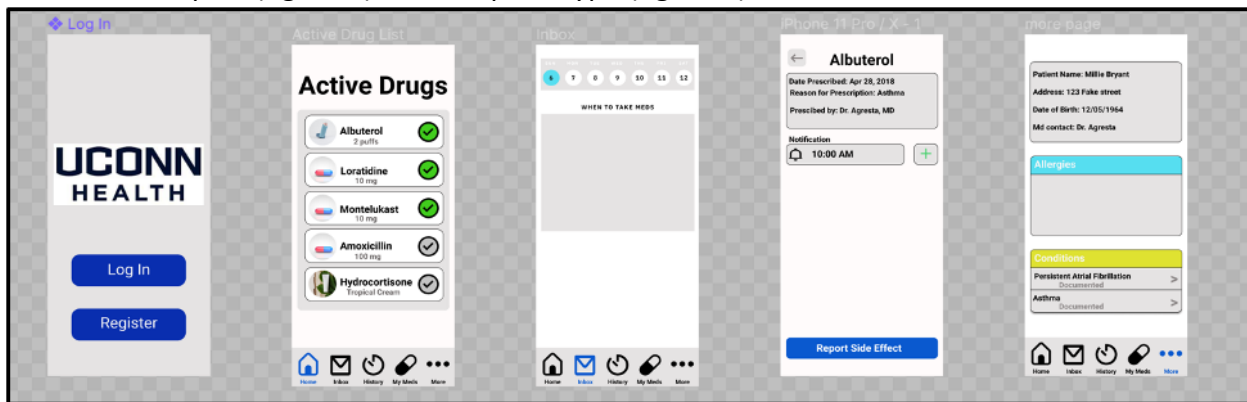 Log In
UCONN
HEALTH
Log In
Register
Active Drug List
Active Drugs
Albuterol
2 puffs
Loratidine
10 mg
Montelukast
10 mg
Amoxicillin
100 mg
Hydrocortisone
Tropical Cream
Home Inbox History My Meds More
Inbox
6 7 8 9 10 11 12
WHEN TO TAKE MEDS
Home Inbox History My Meds More
iPhone 11 Pro / X - 1
Albuterol
Date Prescribed: Apr 28, 2018
Reason for Prescription: Asthma
Prescibed by: Dr. Agresta, MD
Notification
10:00 AM
Report Side Effect
more page
Patient Name: Millie Bryant
Address: 123 Fake street
Date of Birth: 12/05/1964
Md contact: Dr. Agresta
Allergies
Conditions
Persistent Atrial Fibrillation
Documented
>
Asthma
Documented
>
Home Inbox History My Meds More